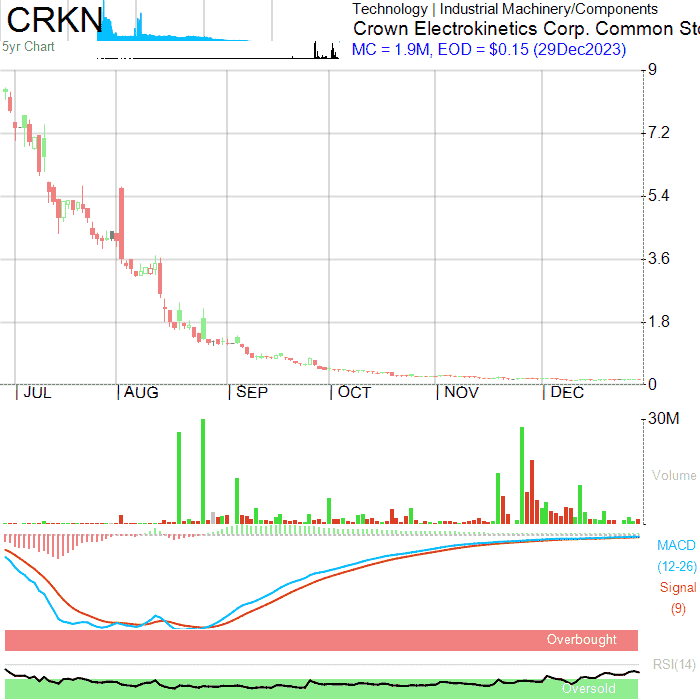 CRKN
5yr Chart
Technology | Industrial Machinery/Components
Crown Electrokinetics Corp. Common Sto
MC = 1.9M, EOD = $0.15 (29Dec2023)
9
7.2
5.4
3.6
1.8
0
JUL AUG SEP OCT NOV DEC
30M
Volume
MACD
(12-26)
Signal
(9)
Overbought
RSI(14)
Oversold